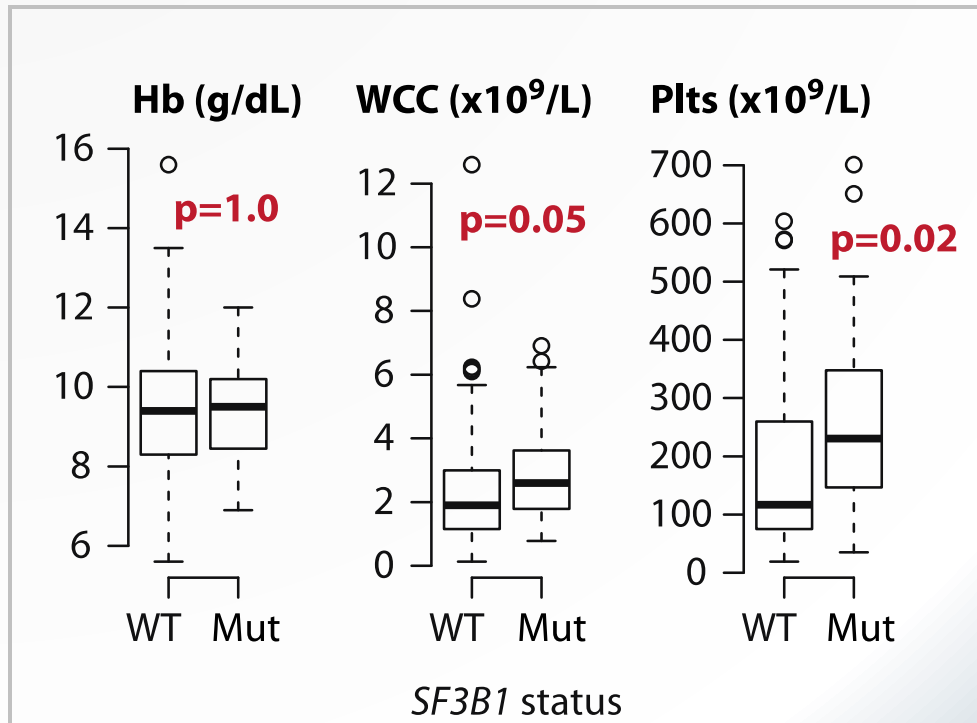 Hb (g/dL)
WCC (x10⁹/L)
Plts (x10⁹/L)
16
14
12
10
8
6
p=1.0
WT
Mut
12
10
8
6
4
2
0
p=0.05
WT
Mut
700
600
500
400
300
200
100
0
p=0.02
WT
Mut
SF3B1 status